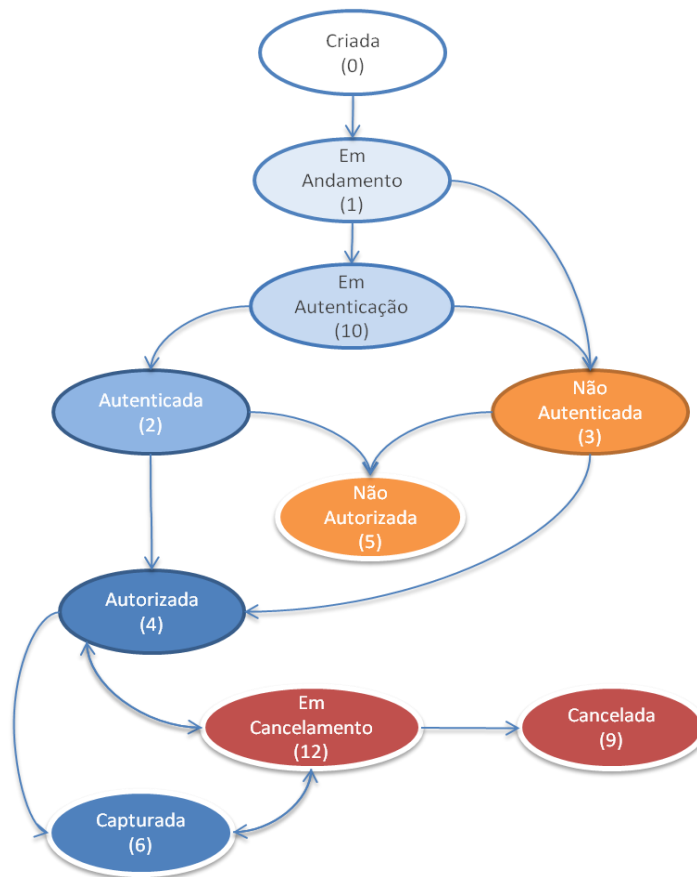 Criada
(0)
Em
Andamento
(1)
Em
Autenticação
(10)
Autenticada
(2)
Não
Autenticada
(3)
Não
Autorizada
(5)
Autorizada
(4)
Em
Cancelamento
(12)
Cancelada
(9)
Capturada
(6)